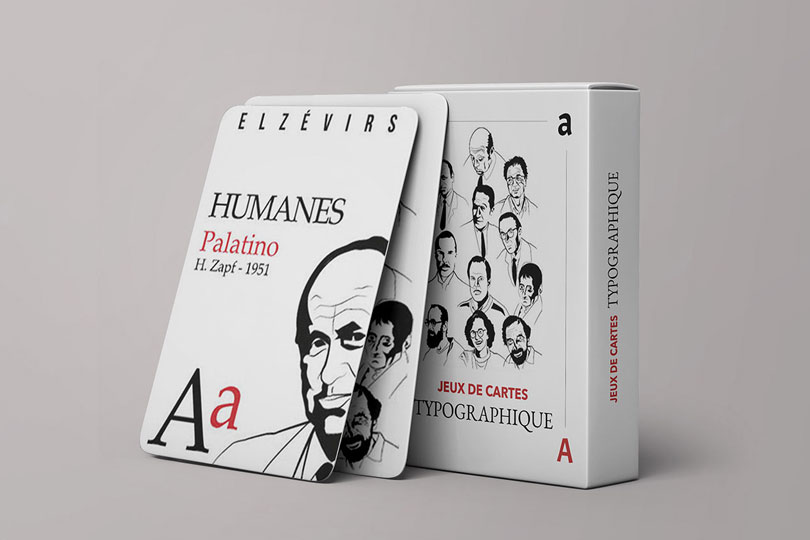 ELZÉVIRS
HUMANES
Palatino
H. Zapf - 1951
Aa
a
JEUX DE CARTES
TYPOGRAPHIQUE
A
JEUX DE CARTES TYPOGRAPHIQUE